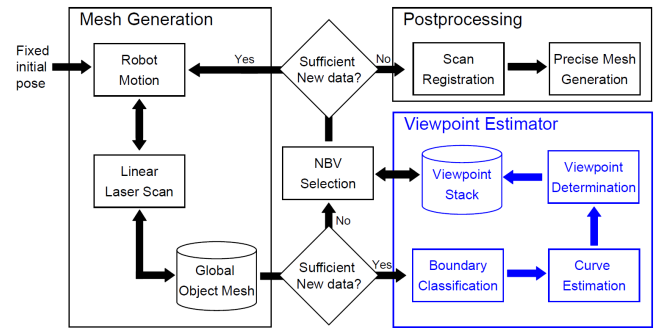 Mesh Generation
Fixed
initial
pose
Robot
Motion
Linear
Laser Scan
Global
Object Mesh
Yes
Sufficient
New data?
No
NBV
Selection
No
Sufficient
New data?
Yes
Postprocessing
Scan
Registration
Precise Mesh
Generation
Viewpoint Estimator
Viewpoint
Stack
Viewpoint
Determination
Boundary
Classification
Curve
Estimation